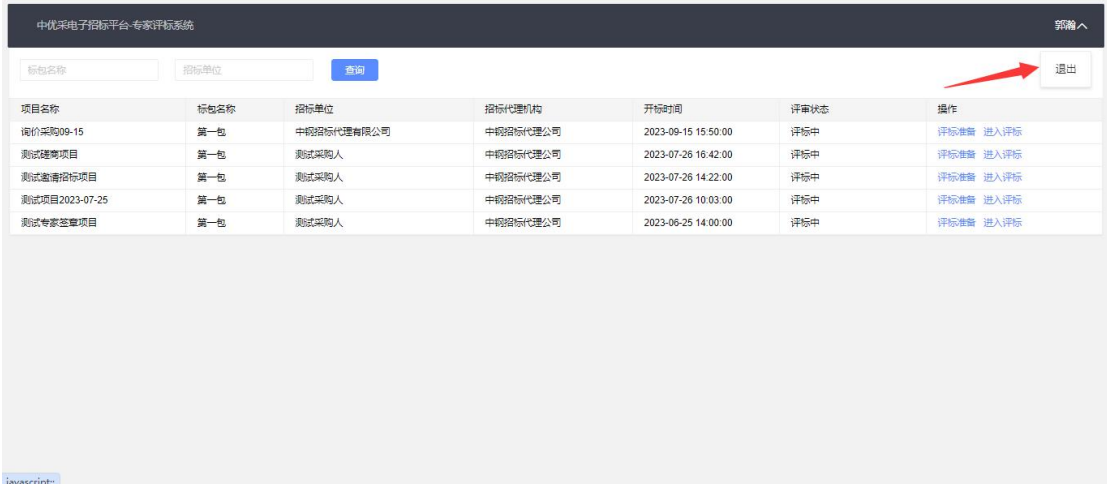 中优采电子招标平台-专家评标系统 郭瀚
标包名称 招标单位 查询 退出
项目名称 标包名称 招标单位 招标代理机构 开标时间 评审状态 操作
询价采购09-15 第一包 中钢招标代理有限公司 中钢招标代理公司 2023-09-15 15:50:00 评标中 评标准备 进入评标
测试磋商项目 第一包 测试采购人 中钢招标代理公司 2023-07-26 16:42:00 评标中 评标准备 进入评标
测试邀请招标项目 第一包 测试采购人 中钢招标代理公司 2023-07-26 14:22:00 评标中 评标准备 进入评标
测试项目2023-07-25 第一包 测试采购人 中钢招标代理公司 2023-07-26 10:03:00 评标中 评标准备 进入评标
测试专家签章项目 第一包 测试采购人 中钢招标代理公司 2023-06-25 14:00:00 评标中 评标准备 进入评标
javascript:;